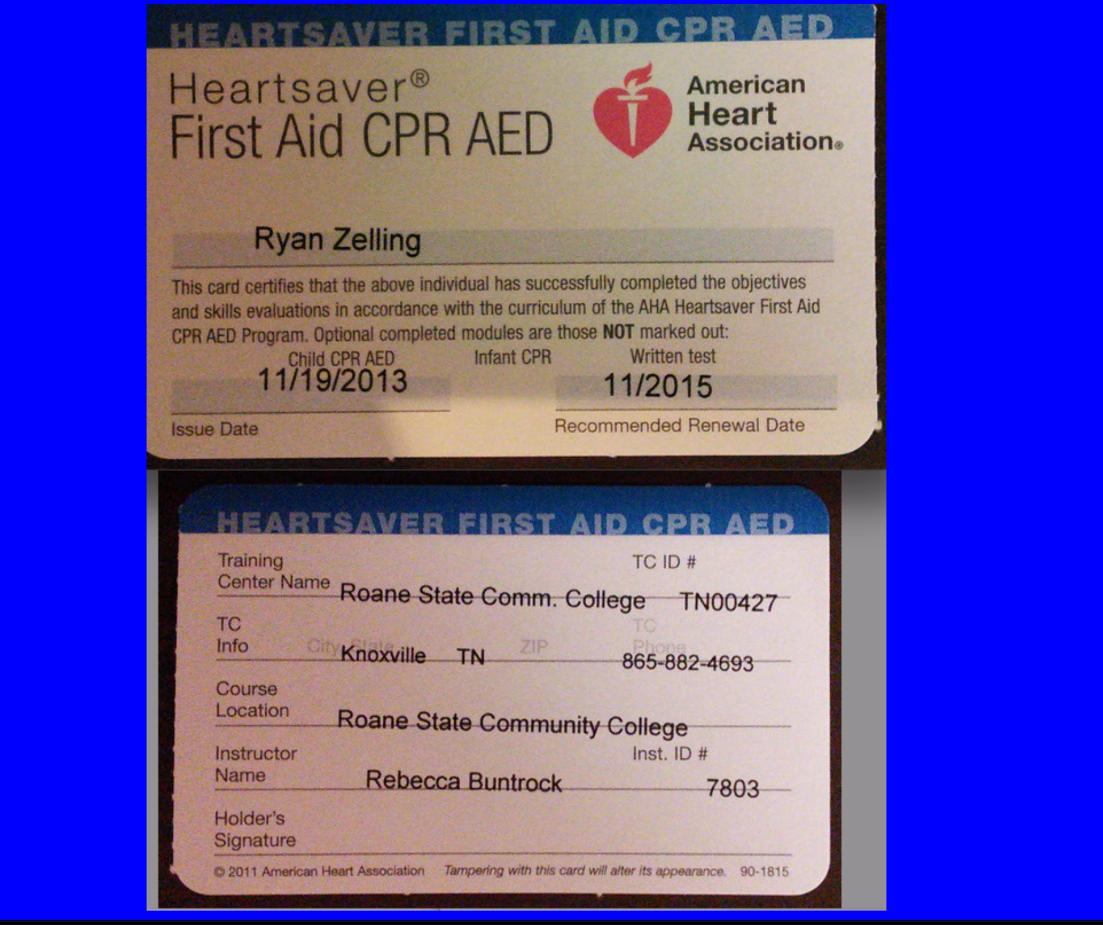 HEARTSAVER FIRST AID CPR AED
Heartsaver®
First Aid CPR AED
American
Heart
Association®
Ryan Zelling
This card certifies that the above individual has successfully completed the objectives
and skills evaluations in accordance with the curriculum of the AHA Heartsaver First Aid
CPR AED Program. Optional completed modules are those NOT marked out:
Child CPR AED Infant CPR Written test
11/19/2013 11/2015
Issue Date Recommended Renewal Date
HEARTSAVER FIRST AID CPR AED
Training TC ID #
Center Name Roane State Comm. College TN00427
TC TC
Info City, State Knoxville TN ZIP Phone 865-882-4693
Course
Location Roane State Community College
Instructor Inst. ID #
Name Rebecca Buntrock 7803
Holder's
Signature
© 2011 American Heart Association Tampering with this card will alter its appearance. 90-1815